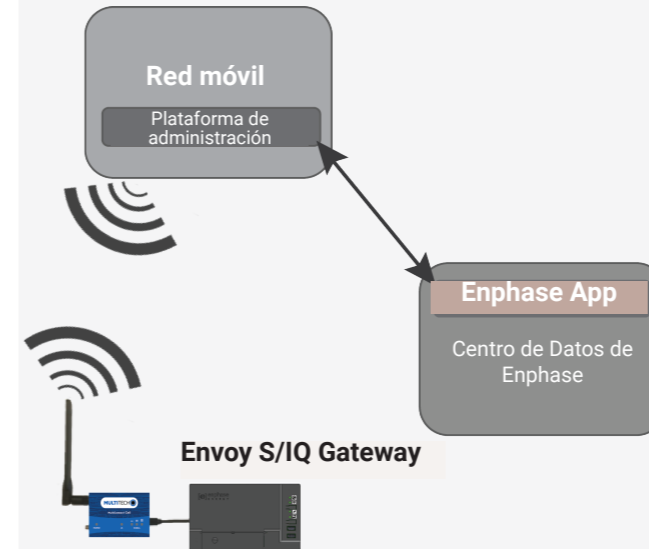 Red móvil
Plataforma de
administración
Enphase App
Centro de Datos de
Enphase
Envoy S/IQ Gateway
MULTITECH